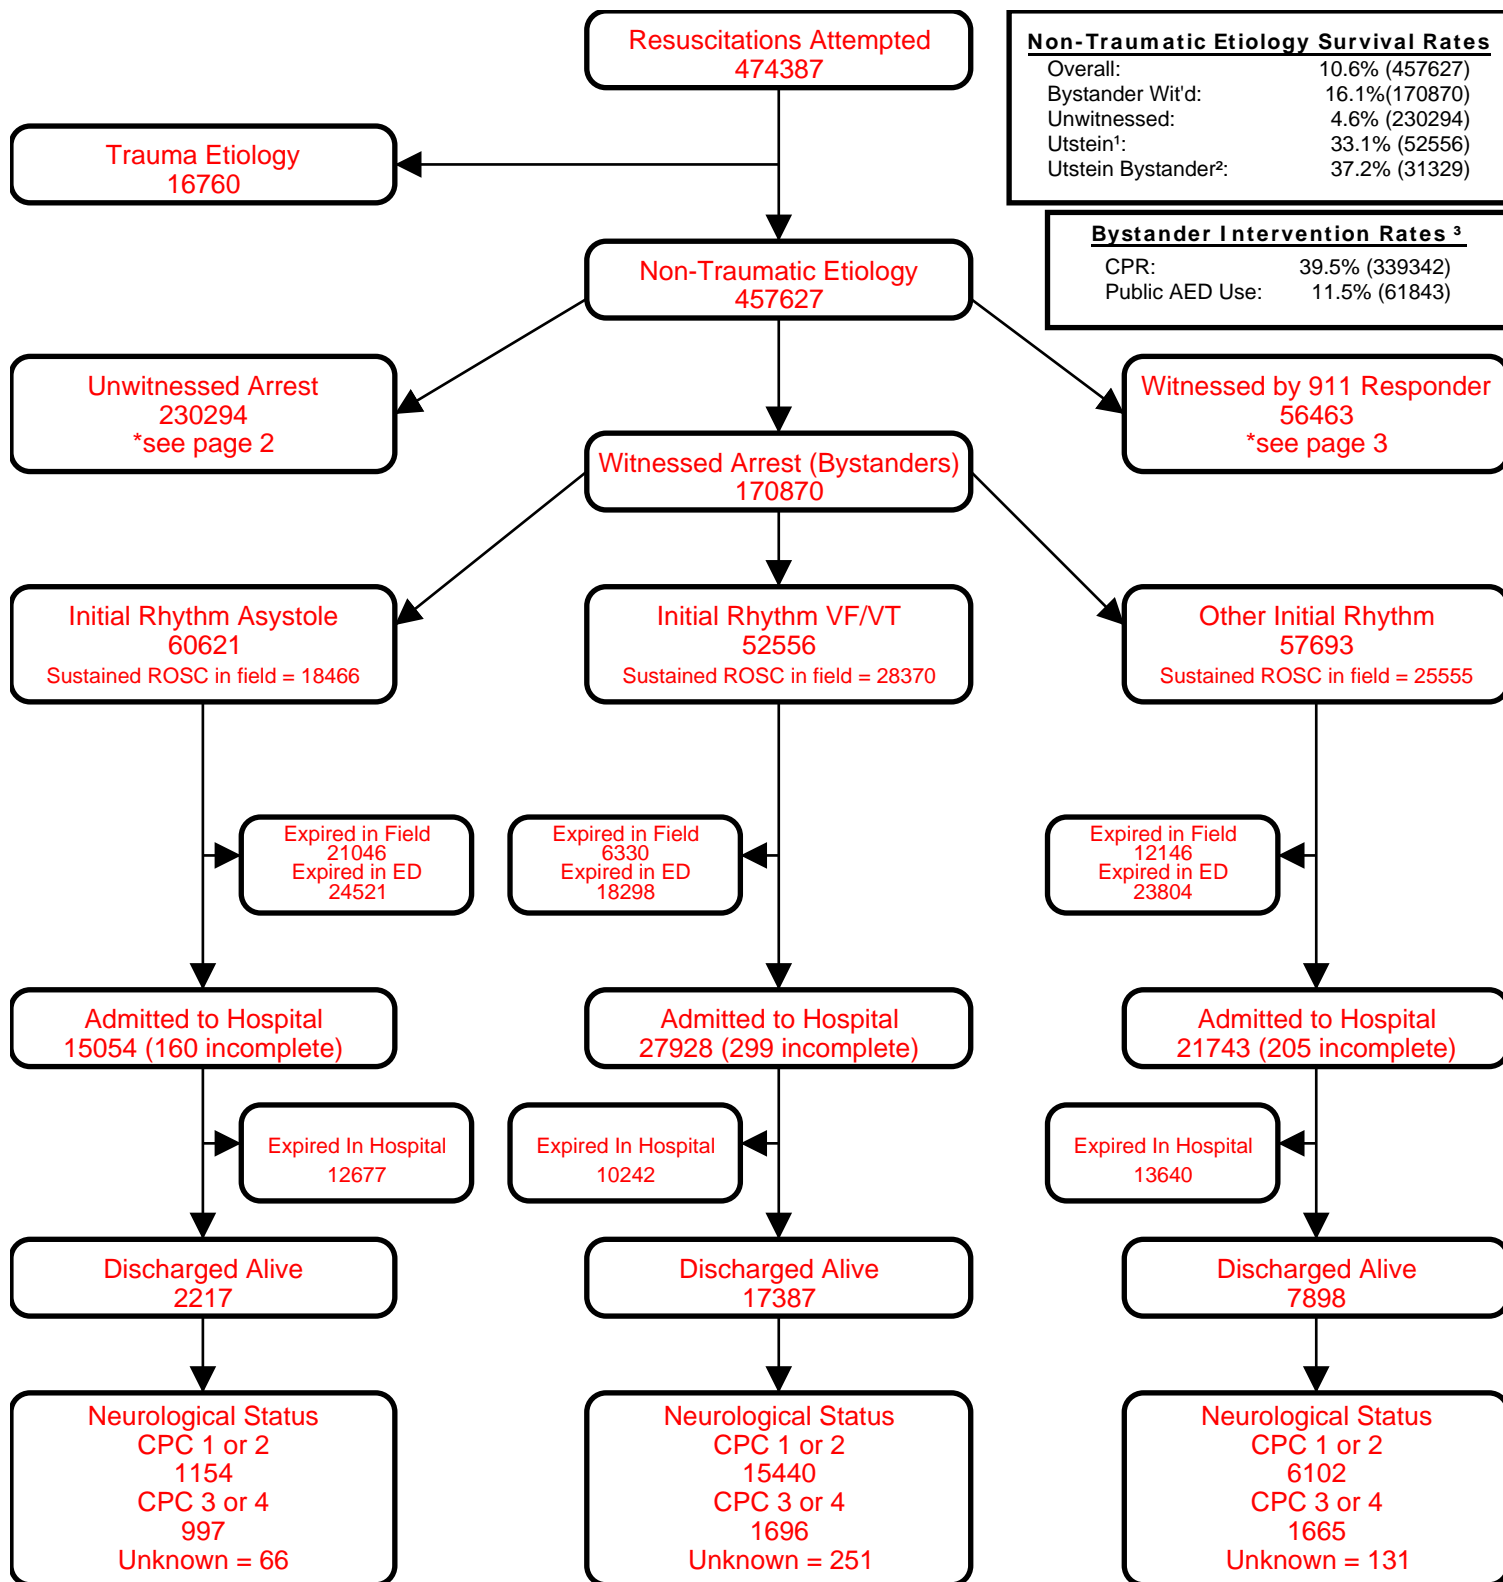 Resuscitations Attempted
474387
Non-Traumatic Etiology Survival Rates
Overall: 10.6% (457627)
Bystander Wit'd: 16.1%(170870)
Unwitnessed: 4.6% (230294)
Utstein¹: 33.1% (52556)
Utstein Bystander²: 37.2% (31329)
Trauma Etiology
16760
Bystander Intervention Rates ³
CPR: 39.5% (339342)
Public AED Use: 11.5% (61843)
Non-Traumatic Etiology
457627
Unwitnessed Arrest
230294
*see page 2
Witnessed Arrest (Bystanders)
170870
Witnessed by 911 Responder
56463
*see page 3
Initial Rhythm Asystole
60621
Sustained ROSC in field = 18466
Initial Rhythm VF/VT
52556
Sustained ROSC in field = 28370
Other Initial Rhythm
57693
Sustained ROSC in field = 25555
Expired in Field
21046
Expired in ED
24521
Expired in Field
6330
Expired in ED
18298
Expired in Field
12146
Expired in ED
23804
Admitted to Hospital
15054 (160 incomplete)
Admitted to Hospital
27928 (299 incomplete)
Admitted to Hospital
21743 (205 incomplete)
Expired In Hospital
12677
Expired In Hospital
10242
Expired In Hospital
13640
Discharged Alive
2217
Discharged Alive
17387
Discharged Alive
7898
Neurological Status
CPC 1 or 2
1154
CPC 3 or 4
997
Unknown = 66
Neurological Status
CPC 1 or 2
15440
CPC 3 or 4
1696
Unknown = 251
Neurological Status
CPC 1 or 2
6102
CPC 3 or 4
1665
Unknown = 131